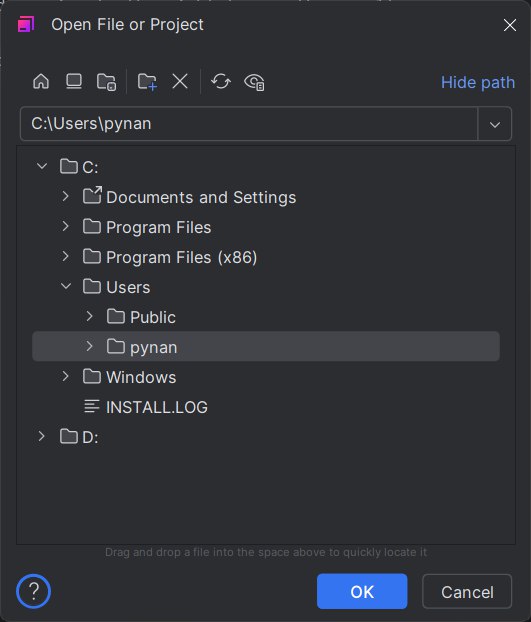 Open File or Project
Hide path
C:\Users\pynan
C:
Documents and Settings
Program Files
Program Files (x86)
Users
Public
pynan
Windows
INSTALL.LOG
D:
Drag and drop a file into the space above to quickly locate it
?
OK
Cancel